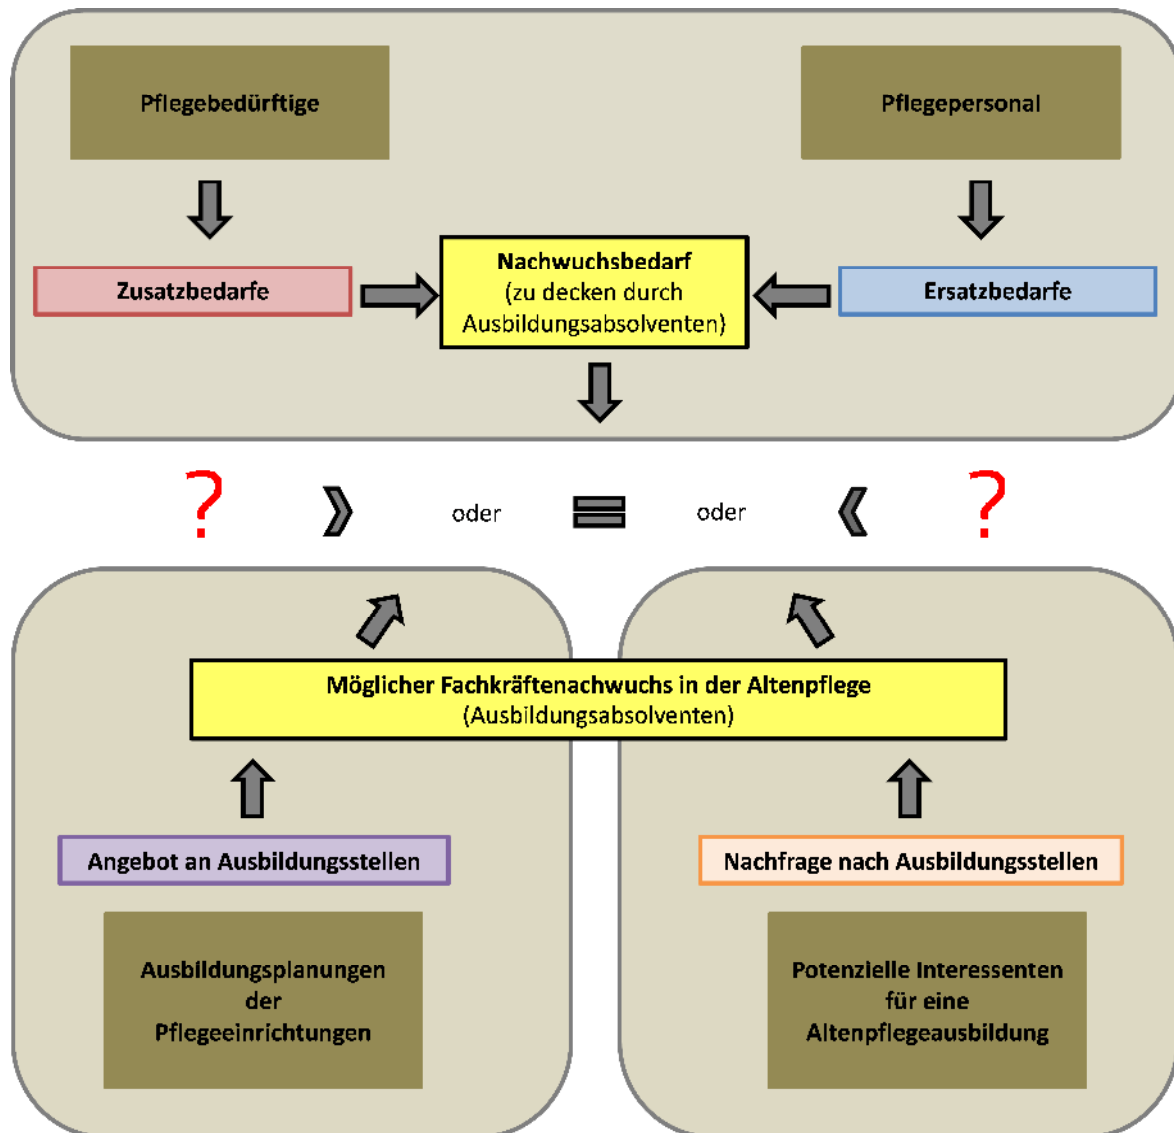 Pflegebedürftige
Pflegepersonal
Zusatzbedarfe
Nachwuchsbedarf
(zu decken durch
Ausbildungsabsolventen)
Ersatzbedarfe
? > oder = oder < ?
Möglicher Fachkräftenachwuchs in der Altenpflege
(Ausbildungsabsolventen)
Angebot an Ausbildungsstellen
Nachfrage nach Ausbildungsstellen
Ausbildungsplanungen
der
Pflegeeinrichtungen
Potenzielle Interessenten
für eine
Altenpflegeausbildung